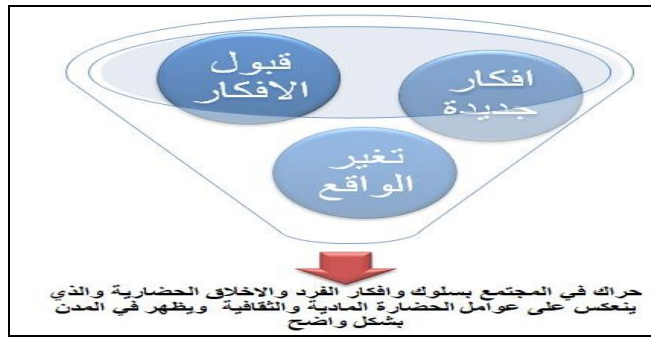 قبول
الافكار
افكار
جديدة
تغير
الواقع
حراك في المجتمع بسلوك وافكار الفرد والاخلاق الحضارية والذي
ينعكس على عوامل الحضارة المادية والثقافية ويظهر في المدن
بشكل واضح